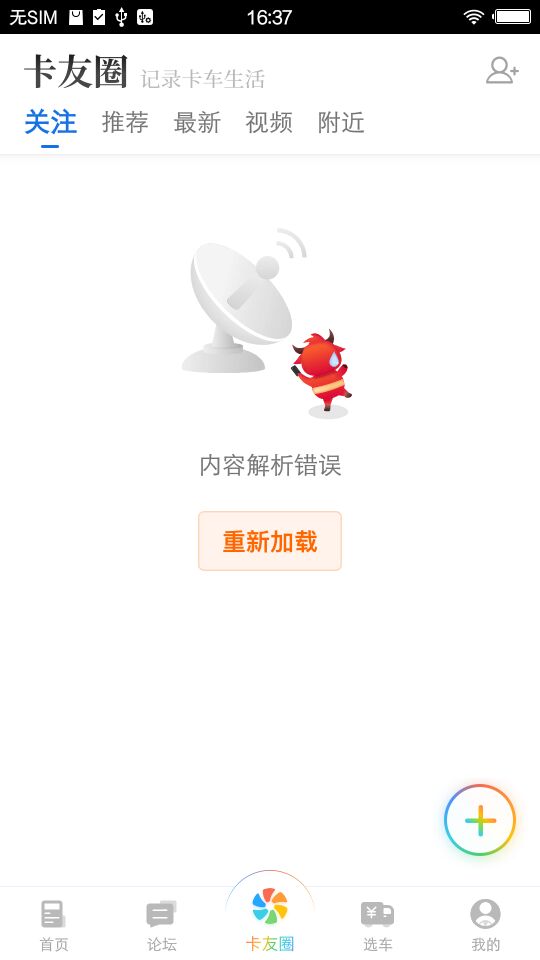 无SIM 16:37
卡友圈 记录卡车生活
关注 推荐 最新 视频 附近
内容解析错误
重新加载
首页 论坛 卡友圈 选车 我的